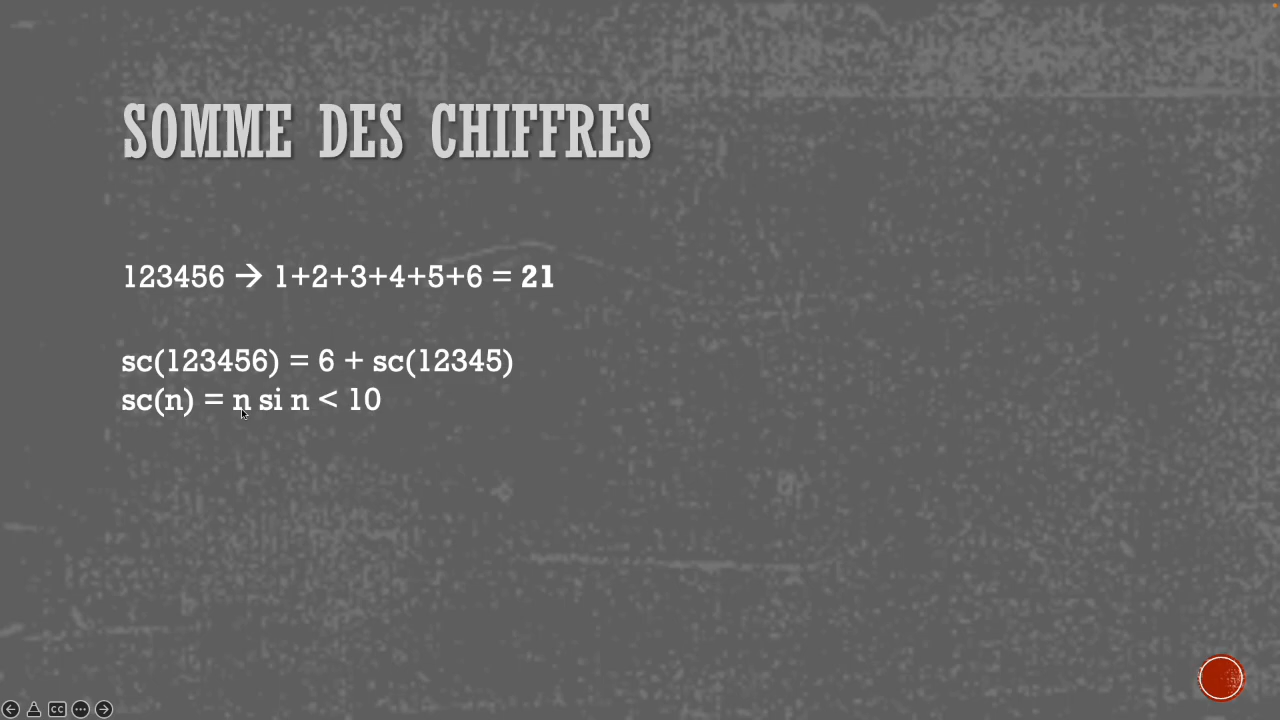 SOMME DES CHIFFRES
123456 → 1+2+3+4+5+6 = 21
sc(123456) = 6 + sc(12345)
sc(n) = n si n < 10
CC